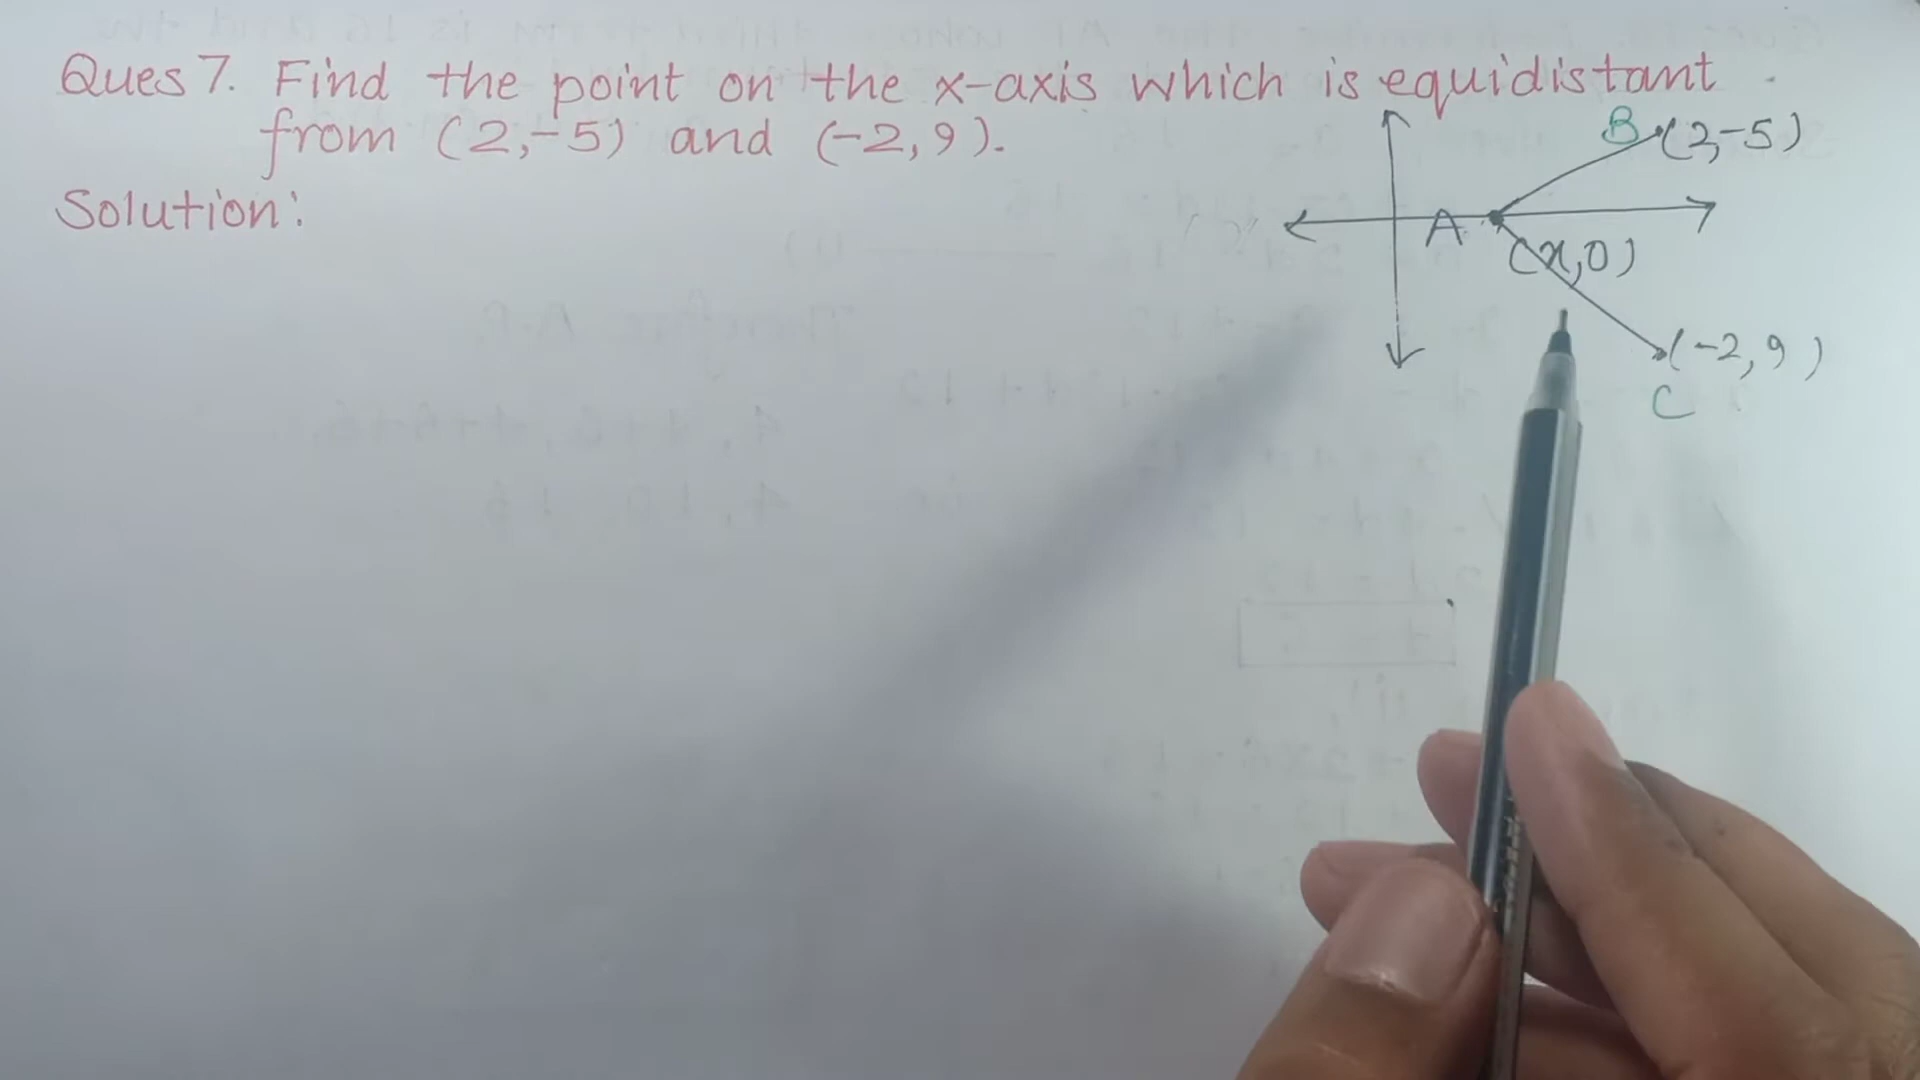 Ques 7. Find the point on the x-axis which is equidistant
from (2,-5) and (-2,9).
Solution:
B (2,-5)
A
(x,0)
(-2,9)
C